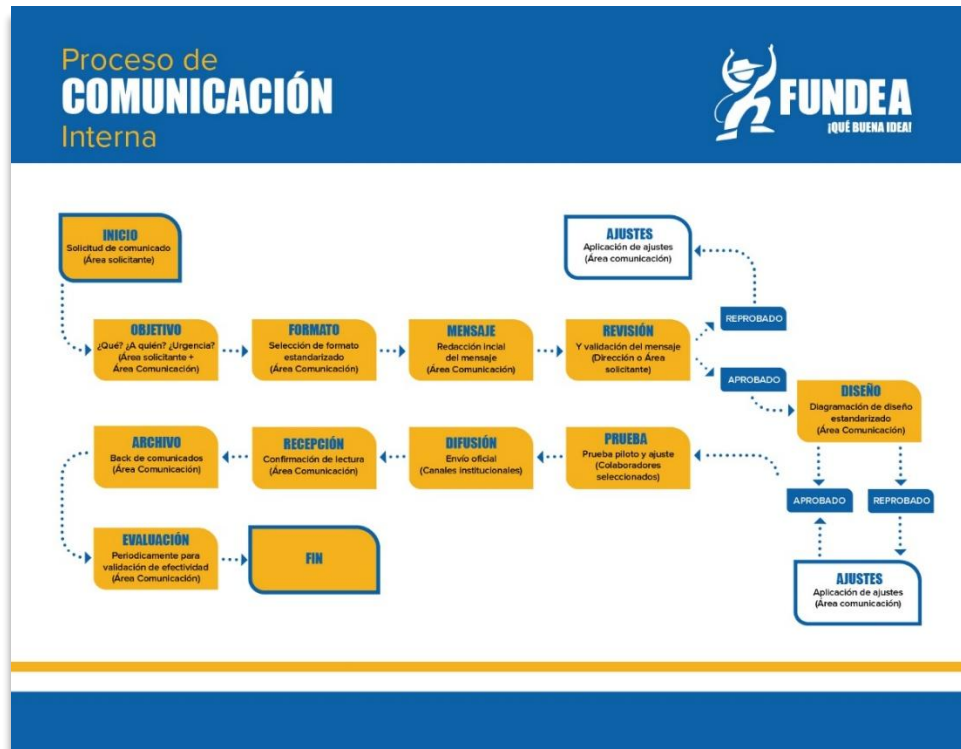 Proceso de
COMUNICACIÓN
Interna
FUNDEA
¡QUÉ BUENA IDEA!
INICIO
Solicitud de comunicado
(Área solicitante)
AJUSTES
Aplicación de ajustes
(Área comunicación)
REPROBADO
OBJETIVO
¿Qué? ¿A quién? ¿Urgencia?
(Área solicitante +
Área Comunicación)
FORMATO
Selección de formato
estandarizado
(Área Comunicación)
MENSAJE
Redacción incial
del mensaje
(Área Comunicación)
REVISIÓN
Y validación del mensaje
(Dirección o Área
solicitante)
APROBADO
DISEÑO
Diagramación de diseño
estandarizado
(Área Comunicación)
ARCHIVO
Back de comunicados
(Área Comunicación)
RECEPCIÓN
Confirmación de lectura
(Área Comunicación)
DIFUSIÓN
Envío oficial
(Canales institucionales)
PRUEBA
Prueba piloto y ajuste
(Colaboradores
seleccionados)
APROBADO
REPROBADO
EVALUACIÓN
Periodicamente para
validación de efectividad
(Área Comunicación)
FIN
AJUSTES
Aplicación de ajustes
(Área comunicación)